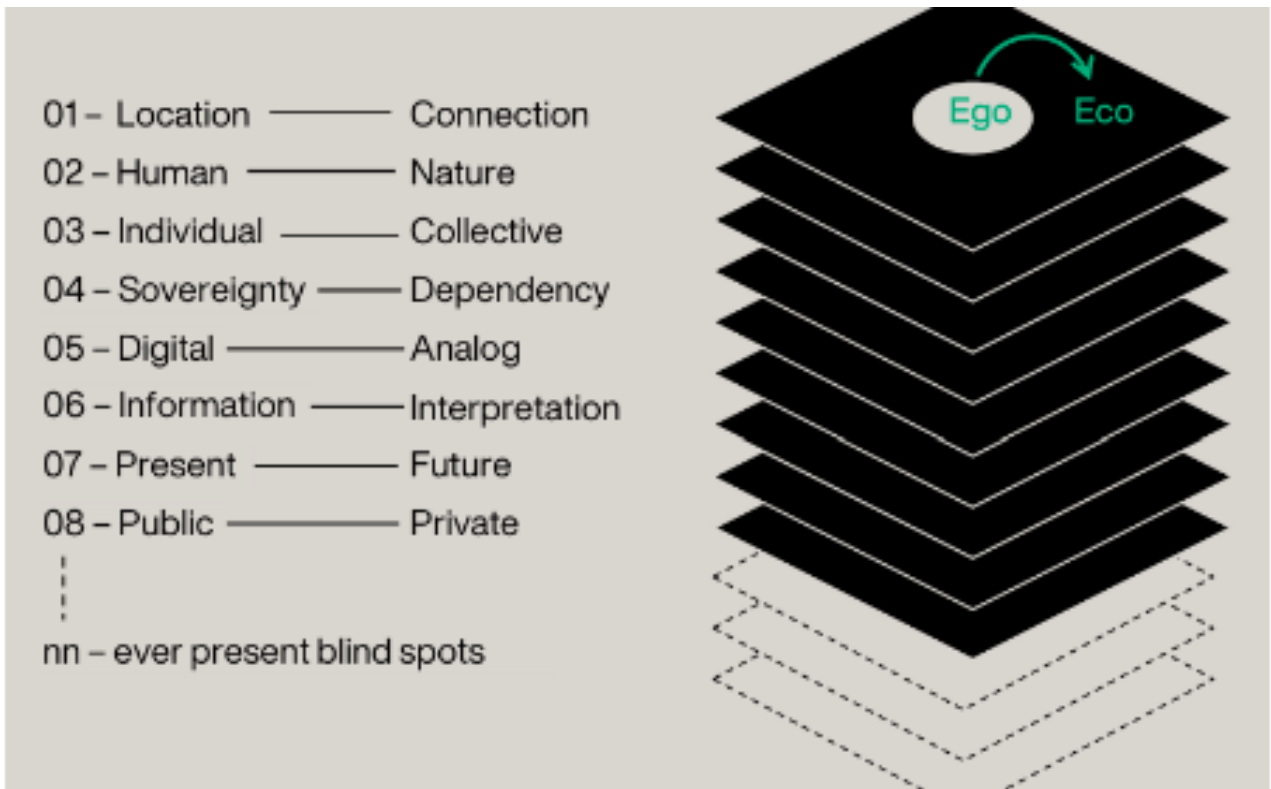 01 – Location Connection
02 – Human Nature
03 – Individual Collective
04 – Sovereignty Dependency
05 – Digital Analog
06 – Information Interpretation
07 – Present Future
08 – Public Private
nn – ever present blind spots
Ego Eco